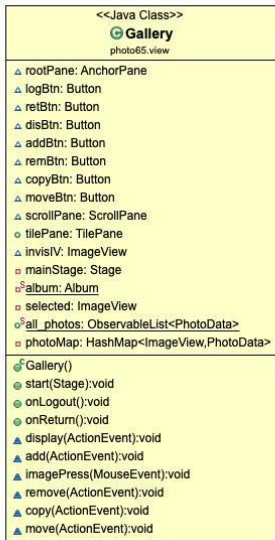 <<Java Class>>
Gallery
photo65.view
rootPane: AnchorPane
logBtn: Button
retBtn: Button
disBtn: Button
addBtn: Button
remBtn: Button
copyBtn: Button
moveBtn: Button
scrollPane: ScrollPane
tilePane: TilePane
invisIV: ImageView
mainStage: Stage
album: Album
selected: ImageView
all_photos: ObservableList<PhotoData>
photoMap: HashMap<ImageView,PhotoData>
Gallery()
start(Stage):void
onLogout():void
onReturn():void
display(ActionEvent):void
add(ActionEvent):void
imagePress(MouseEvent):void
remove(ActionEvent):void
copy(ActionEvent):void
move(ActionEvent):void